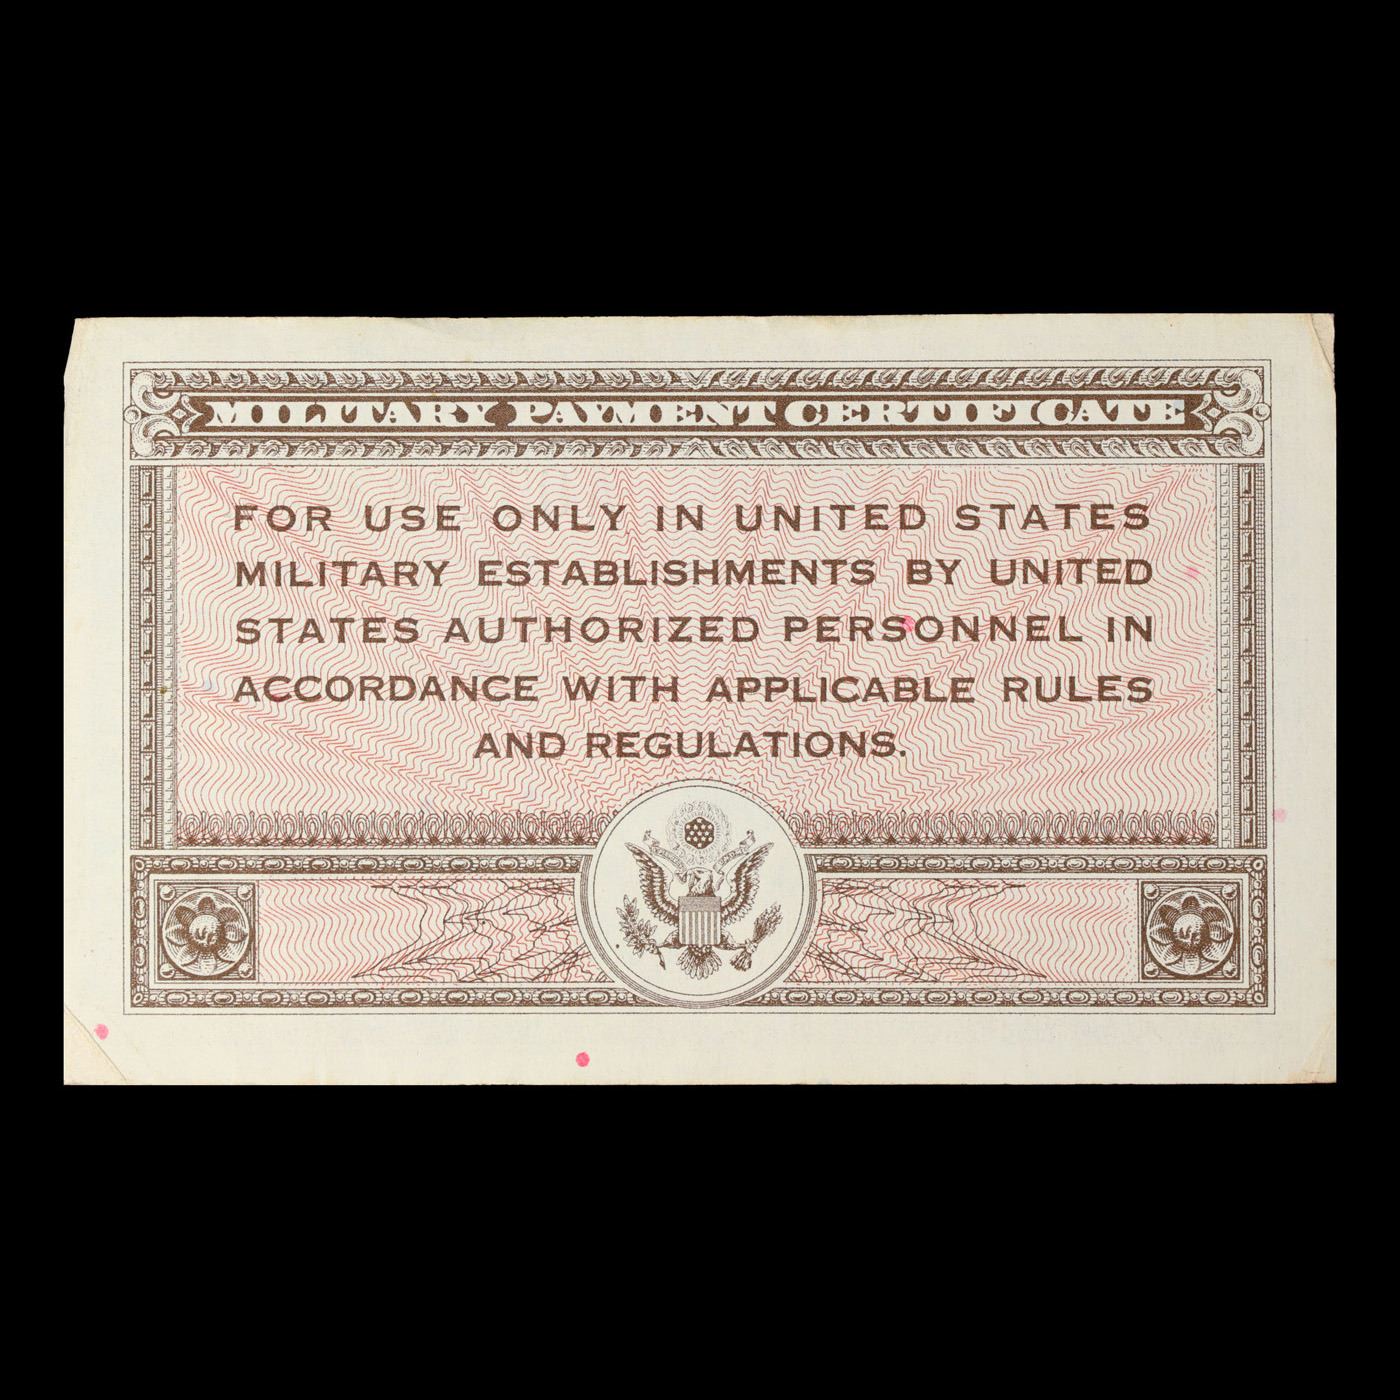 MILITARY PAYMENT CERTIFICATE
FOR USE ONLY IN UNITED STATES
MILITARY ESTABLISHMENTS BY UNITED
STATES AUTHORIZED PERSONNEL IN
ACCORDANCE WITH APPLICABLE RULES
AND REGULATIONS.